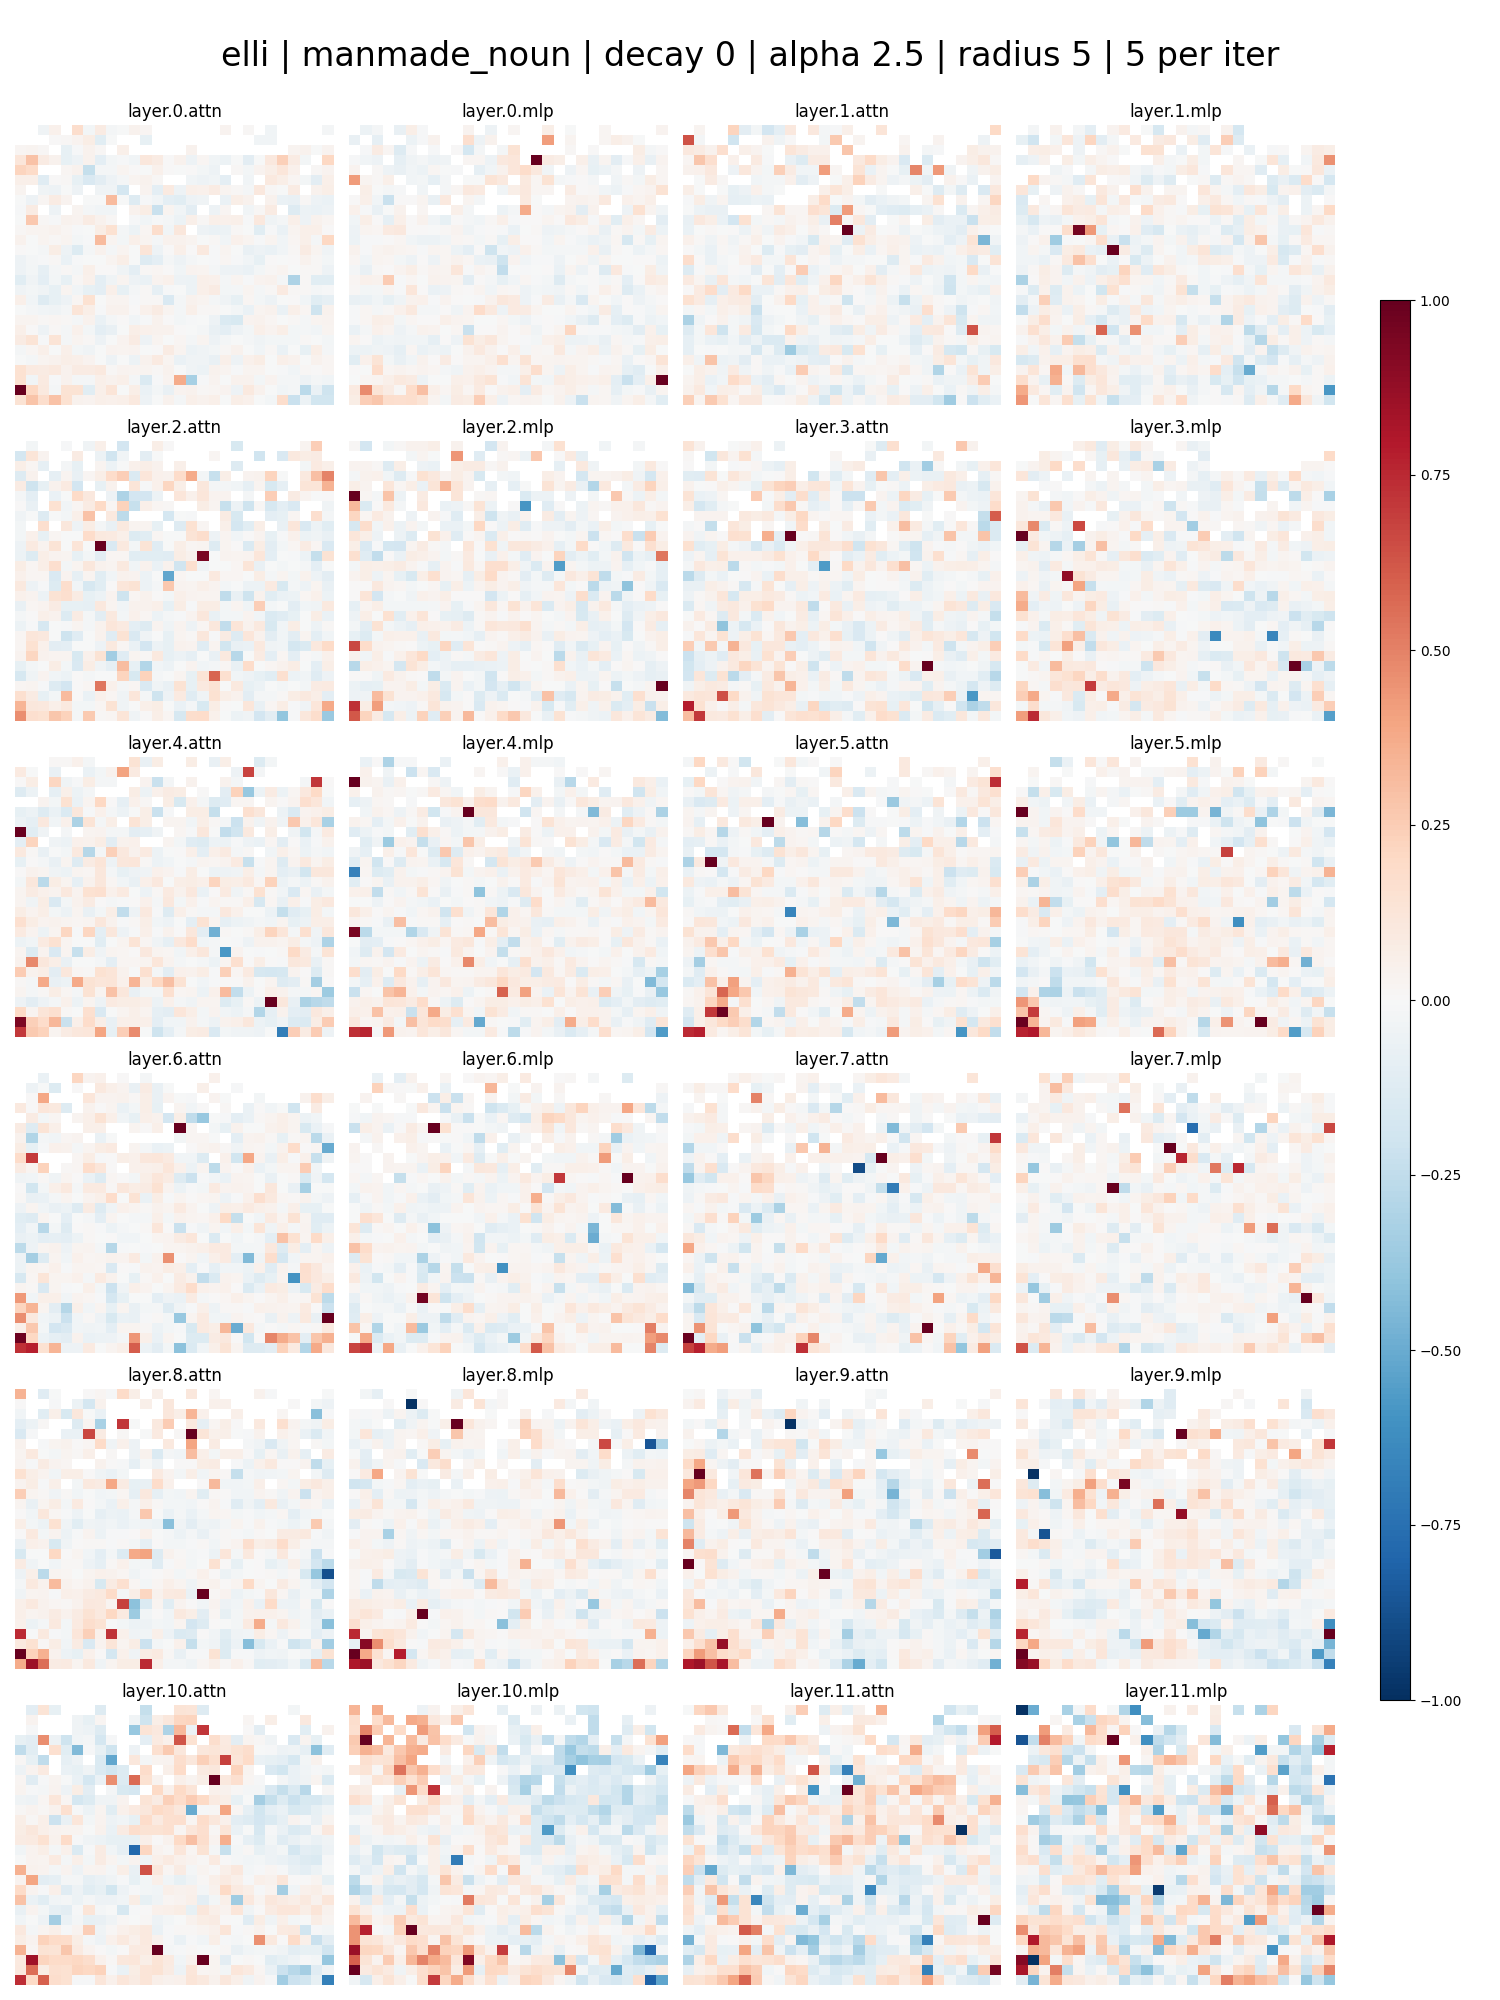 elli | manmade_noun | decay 0 | alpha 2.5 | radius 5 | 5 per iter
layer.0.attn layer.0.mlp layer.1.attn layer.1.mlp
layer.2.attn layer.2.mlp layer.3.attn layer.3.mlp
layer.4.attn layer.4.mlp layer.5.attn layer.5.mlp
layer.6.attn layer.6.mlp layer.7.attn layer.7.mlp
layer.8.attn layer.8.mlp layer.9.attn layer.9.mlp
layer.10.attn layer.10.mlp layer.11.attn layer.11.mlp
1.00
0.75
0.50
0.25
0.00
−0.25
−0.50
−0.75
−1.00